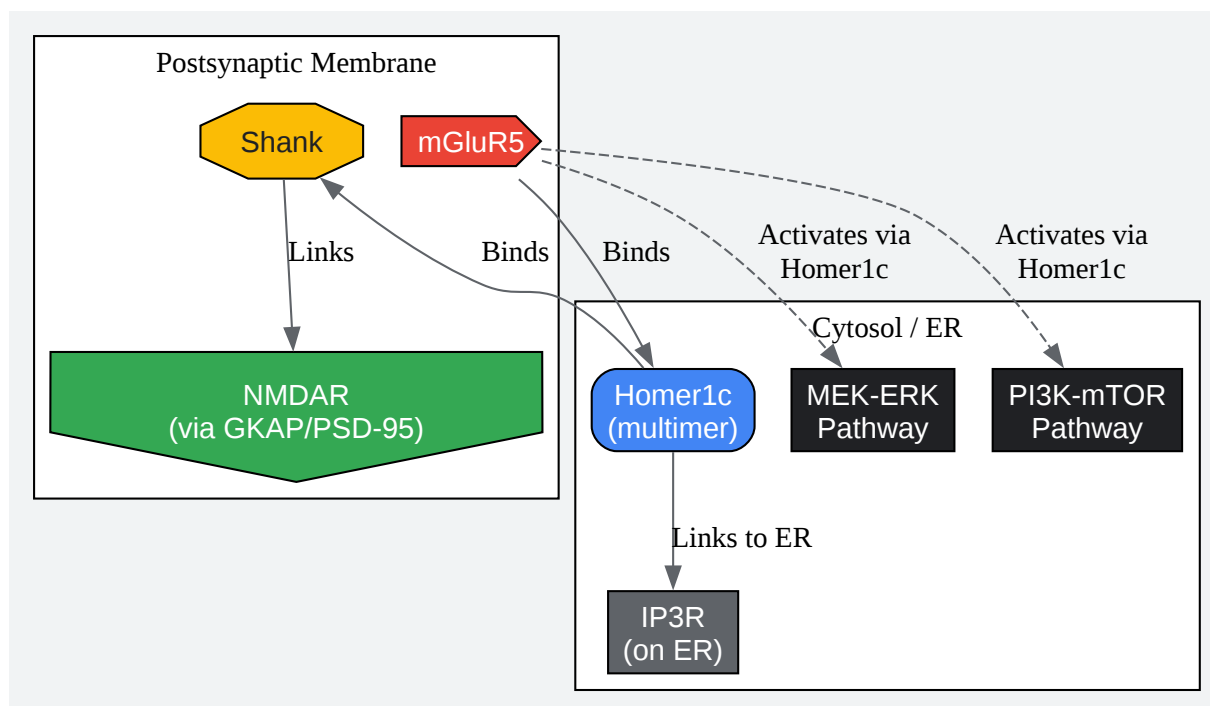 Postsynaptic Membrane
Shank
mGluR5
Links
Binds
Binds
Activates via
Homer1c
Activates via
Homer1c
Cytosol / ER
NMDAR
(via GKAP/PSD-95)
Homer1c
(multimer)
MEK-ERK
Pathway
PI3K-mTOR
Pathway
Links to ER
IP3R
(on ER)